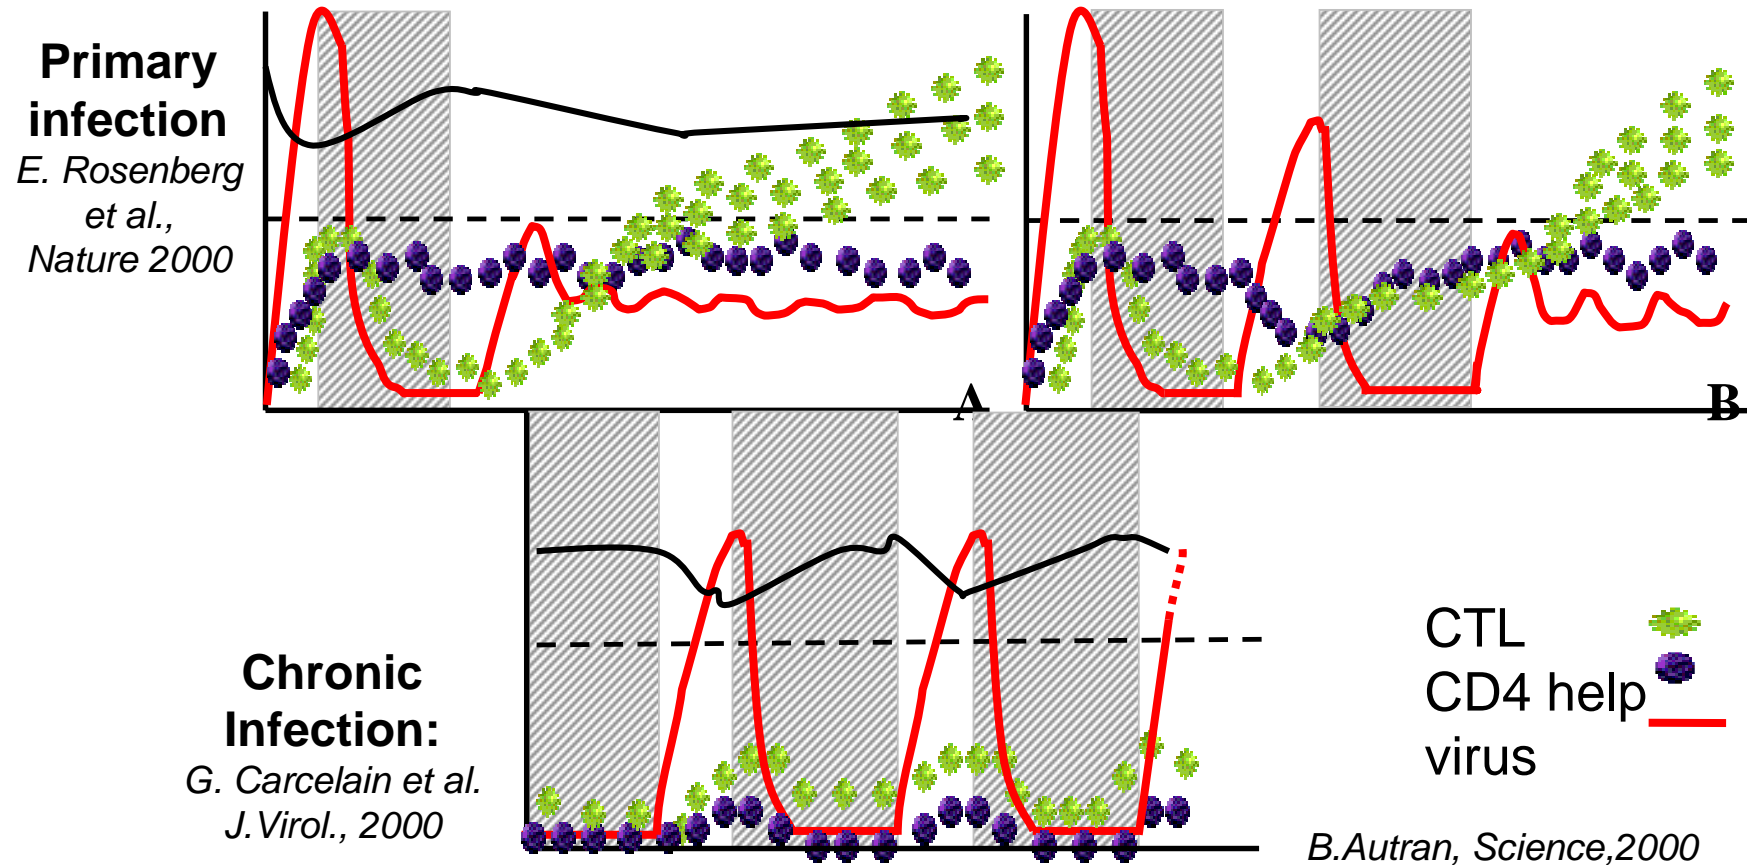 Primary
infection
E. Rosenberg
et al.,
Nature 2000
A
B
Chronic
Infection:
G. Carcelain et al.
J.Virol., 2000
CTL
CD4 help
virus
B.Autran, Science,2000